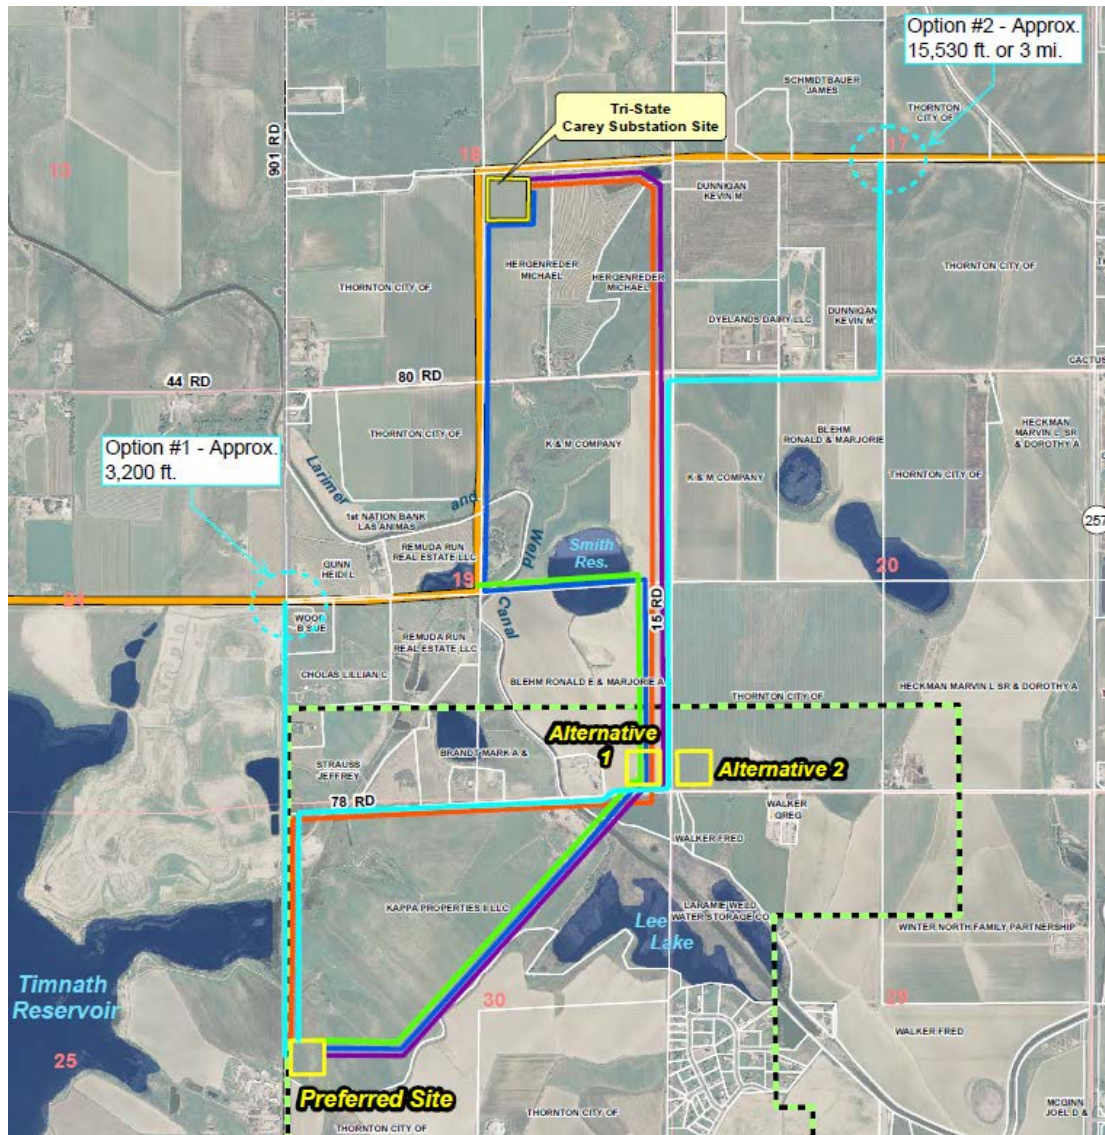 Option #2 - Approx.
15,530 ft. or 3 mi.
SCHMIDTBAUER
JAMES
THORNTON
CITY OF
Tri-State
Carey Substation Site
901 RD
13
18
17
DUNNIGAN
KEVIN M
HERGENREDER
MICHAEL
HERGENREDER
MICHAEL
THORNTON CITY OF
THORNTON CITY OF
DYELANDS DAIRY LLC
DUNNIGAN
KEVIN M
CACTUS
44 RD
80 RD
Option #1 - Approx.
3,200 ft.
THORNTON CITY OF
K & M COMPANY
BLEHM
RONALD & MARJORIE
HECKMAN
MARVIN L SR
& DOROTHY A
K & M COMPANY
THORNTON CITY OF
Larimer
and
Weld
Canal
1st NATION BANK
LAS ANIMAS
257
REMUDA RUN
REAL ESTATE LLC
Smith
Res.
GUNN
HEIDI L
19
20
15 RD
WOOD
B SUE
REMUDA RUN
REAL ESTATE LLC
CHOLAS LILLIAN C
BLEHM RONALD E & MARJORIE A
THORNTON CITY OF
HECKMAN MARVIN L SR & DOROTHY A
Alternative
1
BRANDT MARK A &
STRAUSS
JEFFREY
Alternative 2
78 RD
WALKER
GREG
WALKER FRED
KAPPA PROPERTIES II LLC
LARAMIE WELD
WATER STORAGE CO
Lee
Lake
WINTER NORTH FAMILY PARTNERSHIP
Timnath
Reservoir
30
29
WALKER FRED
25
Preferred Site
THORNTON CITY OF
THORNTON CITY OF
MCGINN
JOEL D &